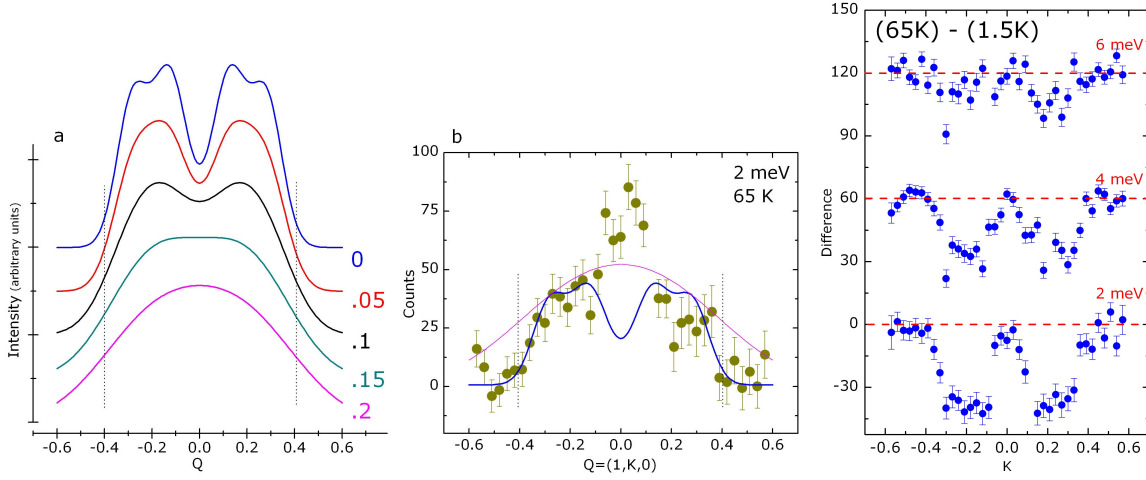 a
Intensity (arbitrary units)
0
.05
.1
.15
.2
-0.6 -0.4 -0.2 0.0 0.2 0.4 0.6
Q
b
2 meV
65 K
100
75
50
25
0
Counts
-0.6 -0.4 -0.2 0.0 0.2 0.4 0.6
Q=(1,K,0)
(65K) - (1.5K)
6 meV
4 meV
2 meV
150
120
90
60
30
0
-30
Difference
-0.6 -0.4 -0.2 0.0 0.2 0.4 0.6
K